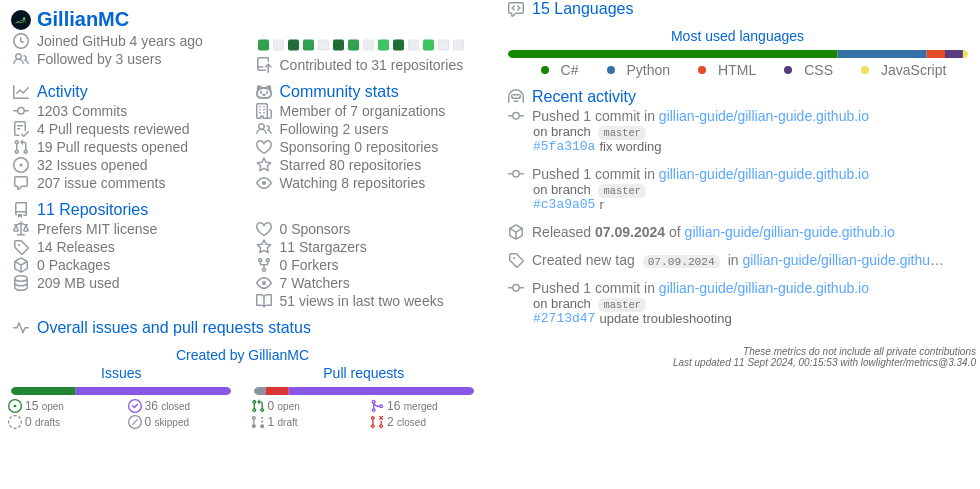 GillianMC
Joined GitHub 4 years ago
Followed by 3 users
Contributed to 31 repositories
Activity
1203 Commits
4 Pull requests reviewed
19 Pull requests opened
32 Issues opened
207 issue comments
Community stats
Member of 7 organizations
Following 2 users
Sponsoring 0 repositories
Starred 80 repositories
Watching 8 repositories
11 Repositories
Prefers MIT license
14 Releases
0 Packages
209 MB used
0 Sponsors
11 Stargazers
0 Forkers
7 Watchers
51 views in last two weeks
Overall issues and pull requests status
Created by GillianMC
Issues
15 open
36 closed
0 drafts
0 skipped
Pull requests
0 open
16 merged
1 draft
2 closed
15 Languages
Most used languages
C# Python HTML CSS JavaScript
Recent activity
Pushed 1 commit in gillian-guide/gillian-guide.github.io
on branch master
#5fa310a fix wording
Pushed 1 commit in gillian-guide/gillian-guide.github.io
on branch master
#c3a9a05 r
Released 07.09.2024 of gillian-guide/gillian-guide.github.io
Created new tag 07.09.2024 in gillian-guide/gillian-guide.githu…
Pushed 1 commit in gillian-guide/gillian-guide.github.io
on branch master
#2713d47 update troubleshooting
These metrics do not include all private contributions
Last updated 11 Sept 2024, 00:15:53 with lowlighter/metrics@3.34.0